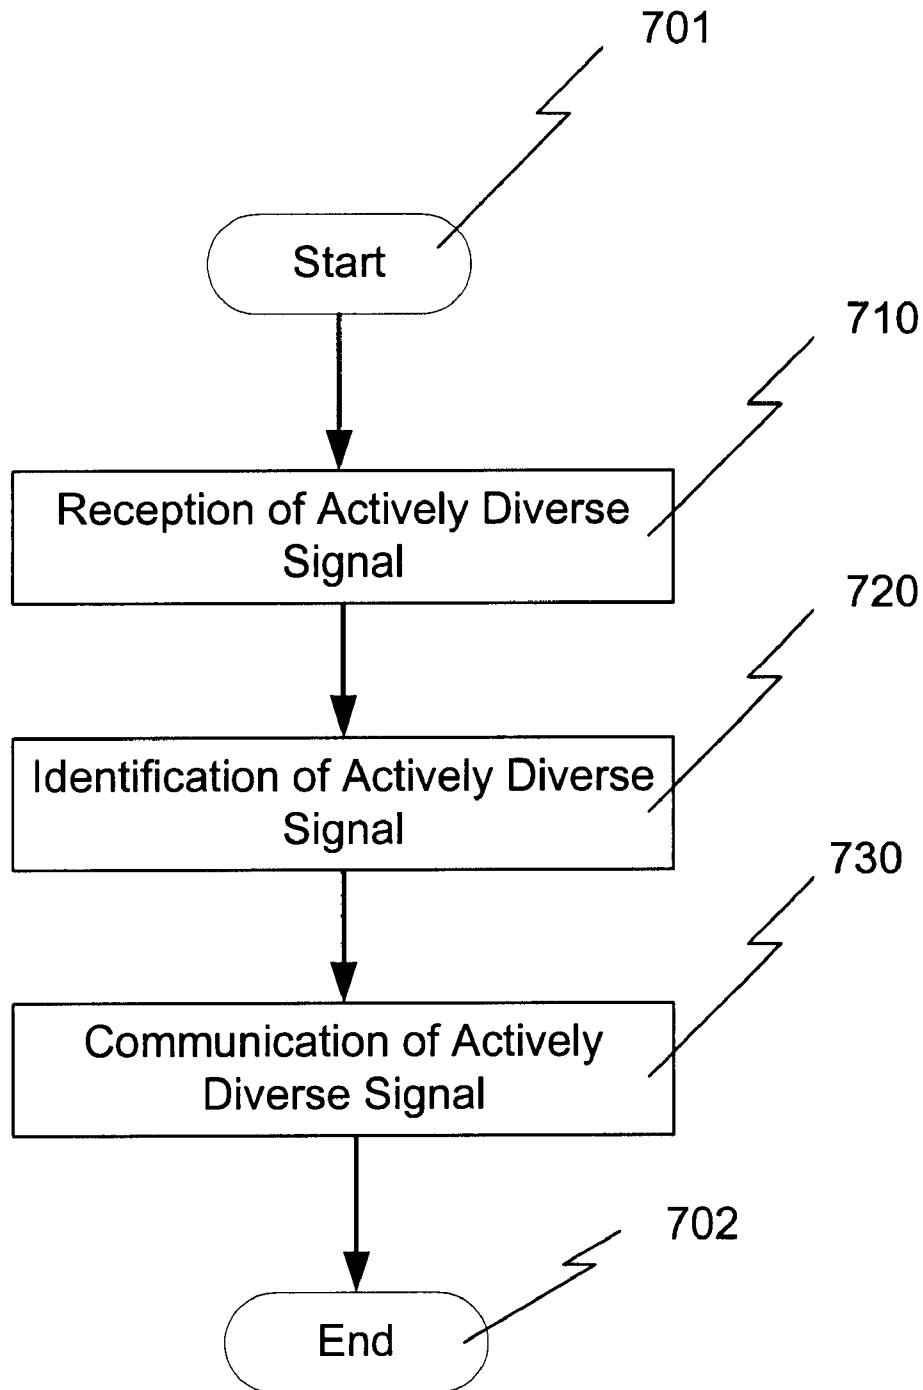 701
Start
710
Reception of Actively Diverse
Signal
720
Identification of Actively Diverse
Signal
730
Communication of Actively
Diverse Signal
702
End